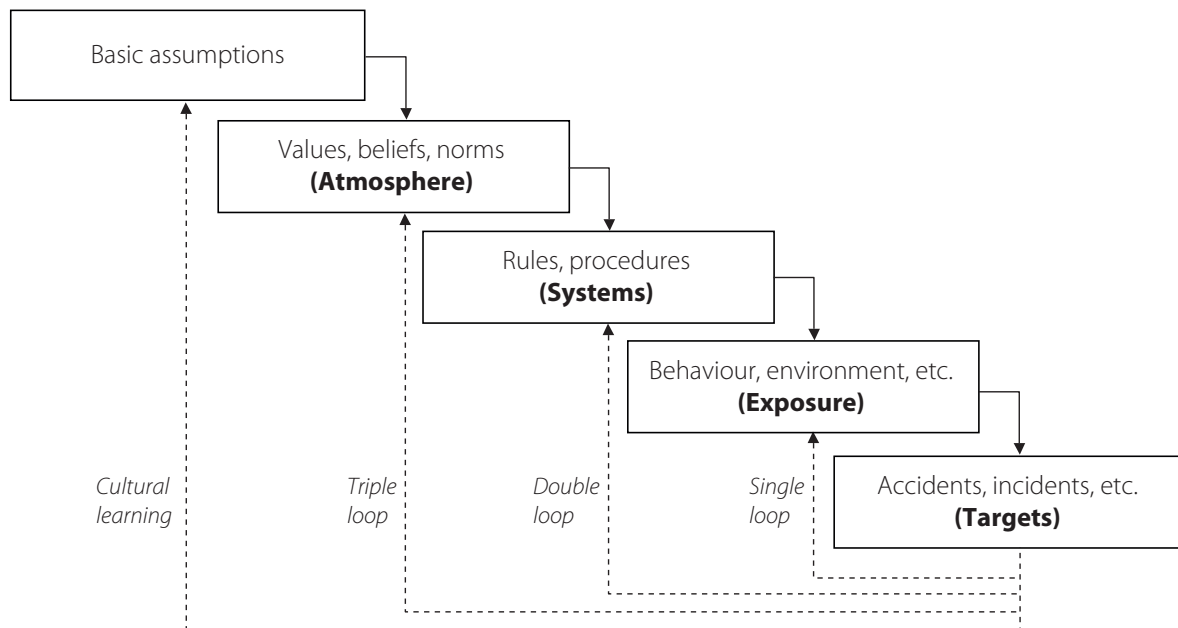 Basic assumptions
Values, beliefs, norms
(Atmosphere)
Rules, procedures
(Systems)
Behaviour, environment, etc.
(Exposure)
Accidents, incidents, etc.
(Targets)
Cultural
learning
Triple
loop
Double
loop
Single
loop